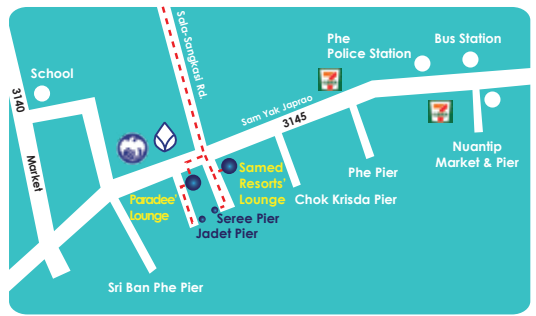 Phe
Police Station
Bus Station
School
3140
Sala-Sangkasi Rd.
Sam Yak Japrao
3145
Market
Nuantip
Market & Pier
Phe Pier
Samed
Resorts'
Lounge
Chok Krisda Pier
Paradee'
Lounge
Seree Pier
Jadet Pier
Sri Ban Phe Pier